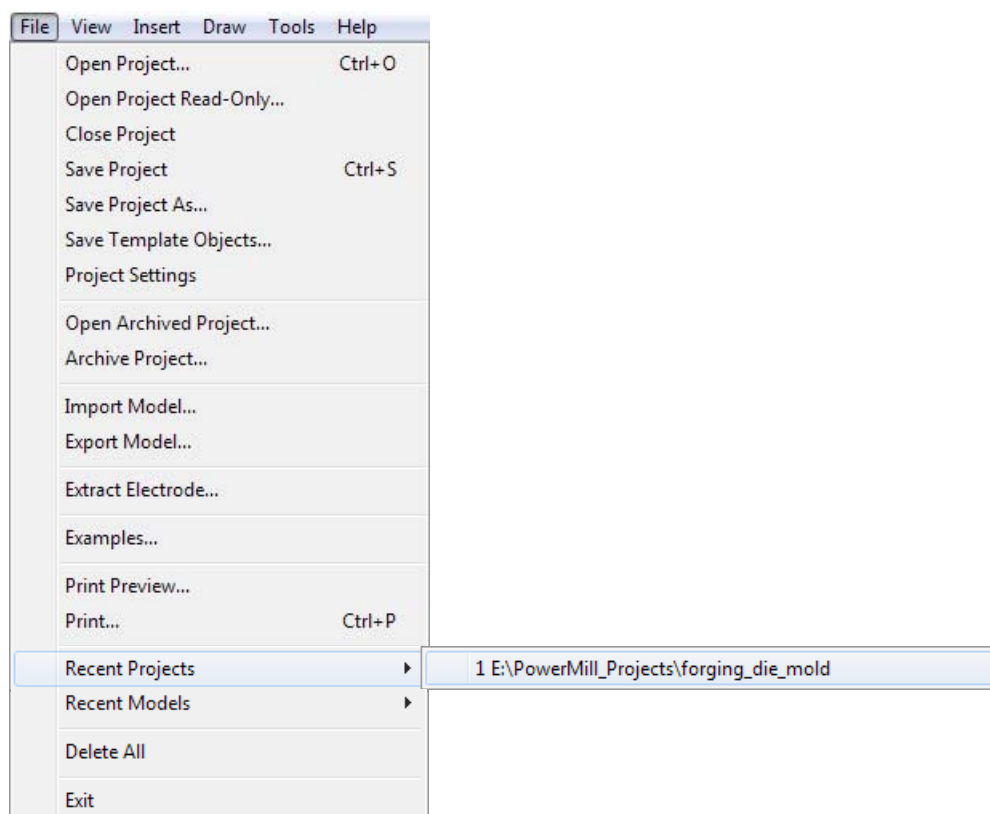 File View Insert Draw Tools Help
Open Project... Ctrl+O
Open Project Read-Only...
Close Project
Save Project Ctrl+S
Save Project As...
Save Template Objects...
Project Settings
Open Archived Project...
Archive Project...
Import Model...
Export Model...
Extract Electrode...
Examples...
Print Preview...
Print... Ctrl+P
Recent Projects 1 E:\PowerMill_Projects\forging_die_mold
Recent Models
Delete All
Exit